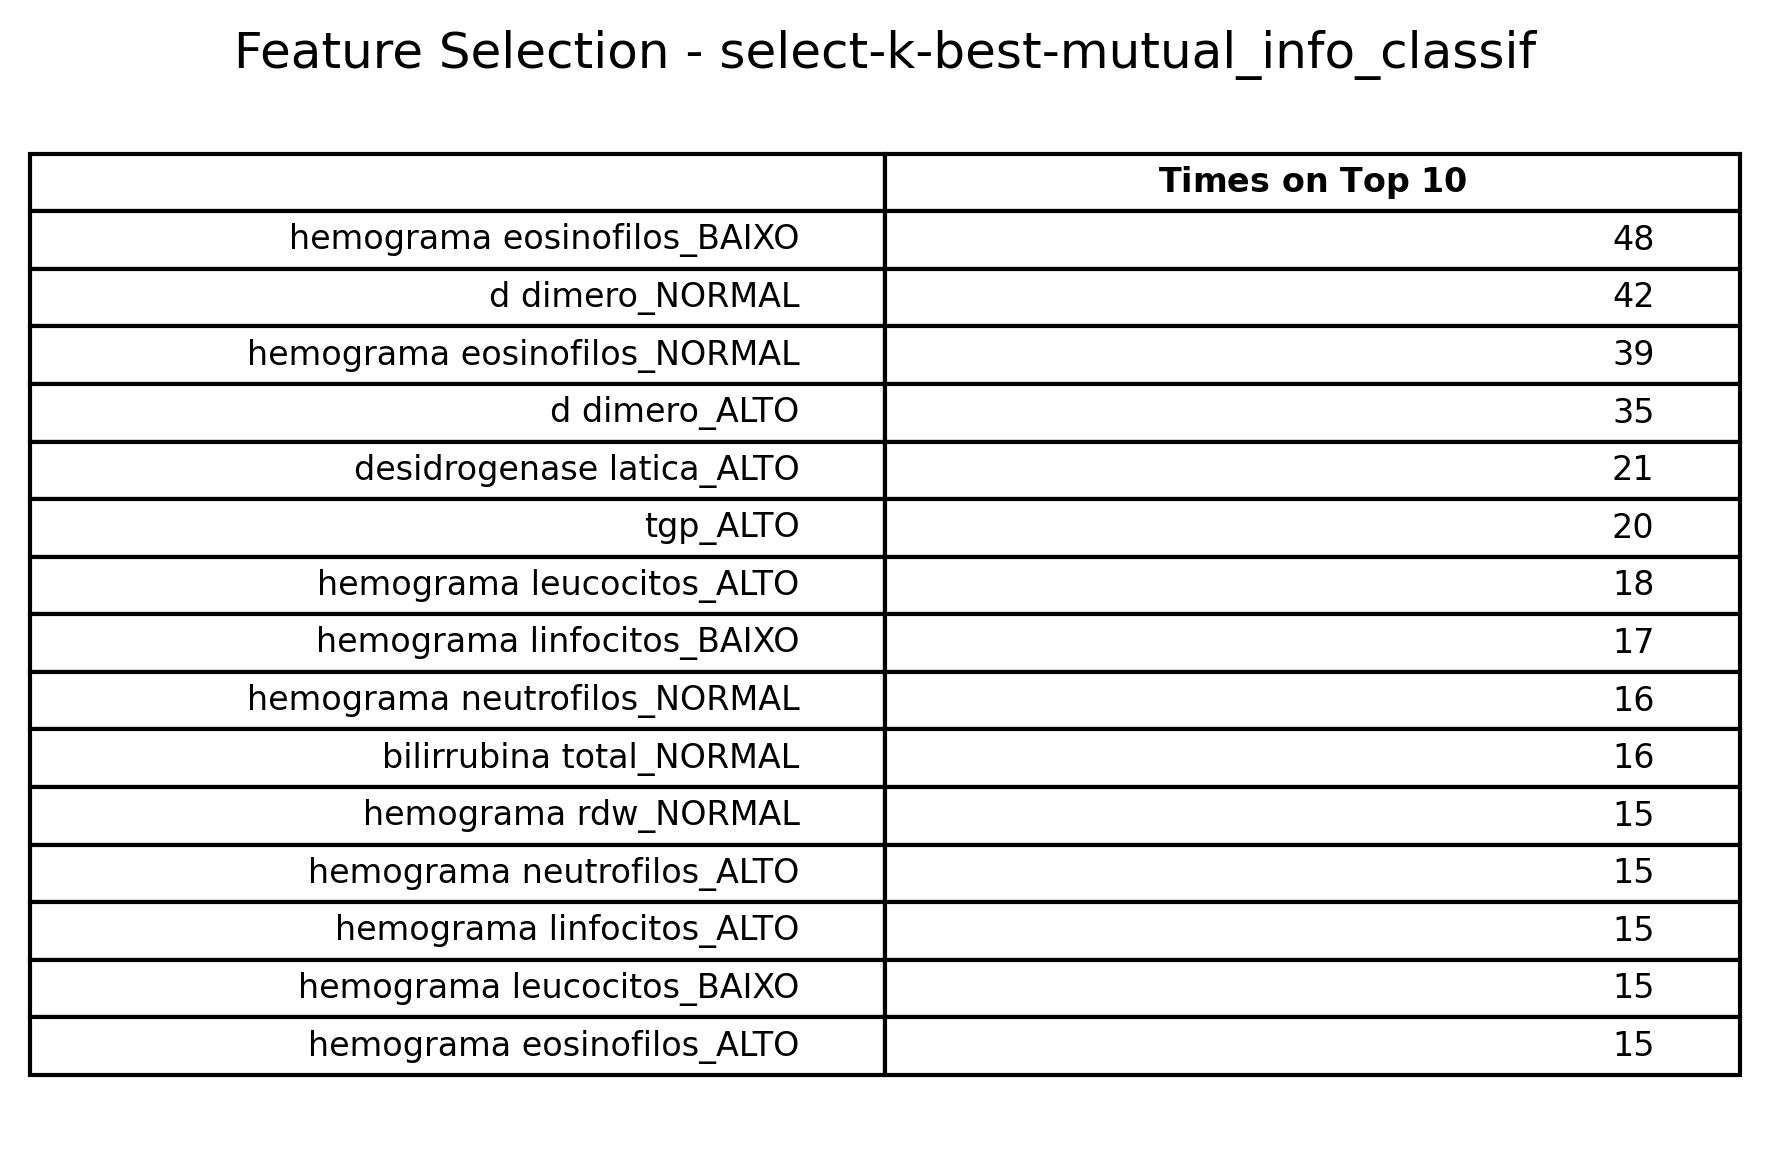 Feature Selection - select-k-best-mutual_info_classif
Times on Top 10
hemograma eosinofilos_BAIXO 48
d dimero_NORMAL 42
hemograma eosinofilos_NORMAL 39
d dimero_ALTO 35
desidrogenase latica_ALTO 21
tgp_ALTO 20
hemograma leucocitos_ALTO 18
hemograma linfocitos_BAIXO 17
hemograma neutrofilos_NORMAL 16
bilirrubina total_NORMAL 16
hemograma rdw_NORMAL 15
hemograma neutrofilos_ALTO 15
hemograma linfocitos_ALTO 15
hemograma leucocitos_BAIXO 15
hemograma eosinofilos_ALTO 15